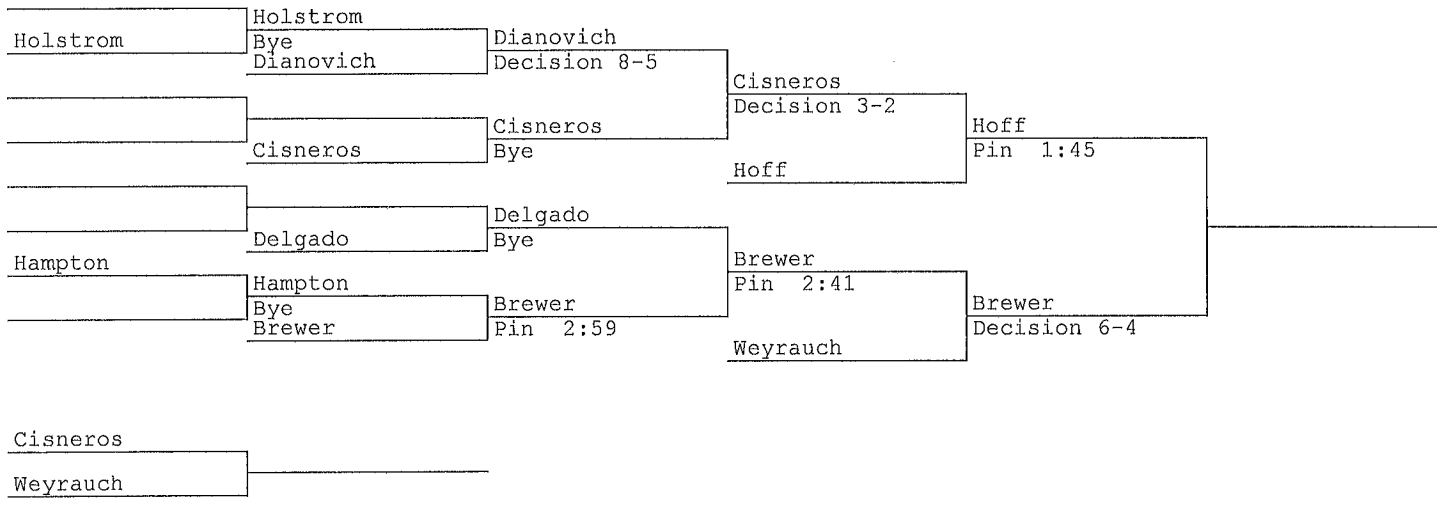 Holstrom
Holstrom
Bye
Dianovich
Dianovich
Decision 8-5
Cisneros
Cisneros
Bye
Cisneros
Decision 3-2
Hoff
Hoff
Pin 1:45
Delgado
Delgado
Bye
Hampton
Hampton
Bye
Brewer
Brewer
Pin 2:59
Brewer
Pin 2:41
Weyrauch
Brewer
Decision 6-4
Cisneros
Weyrauch